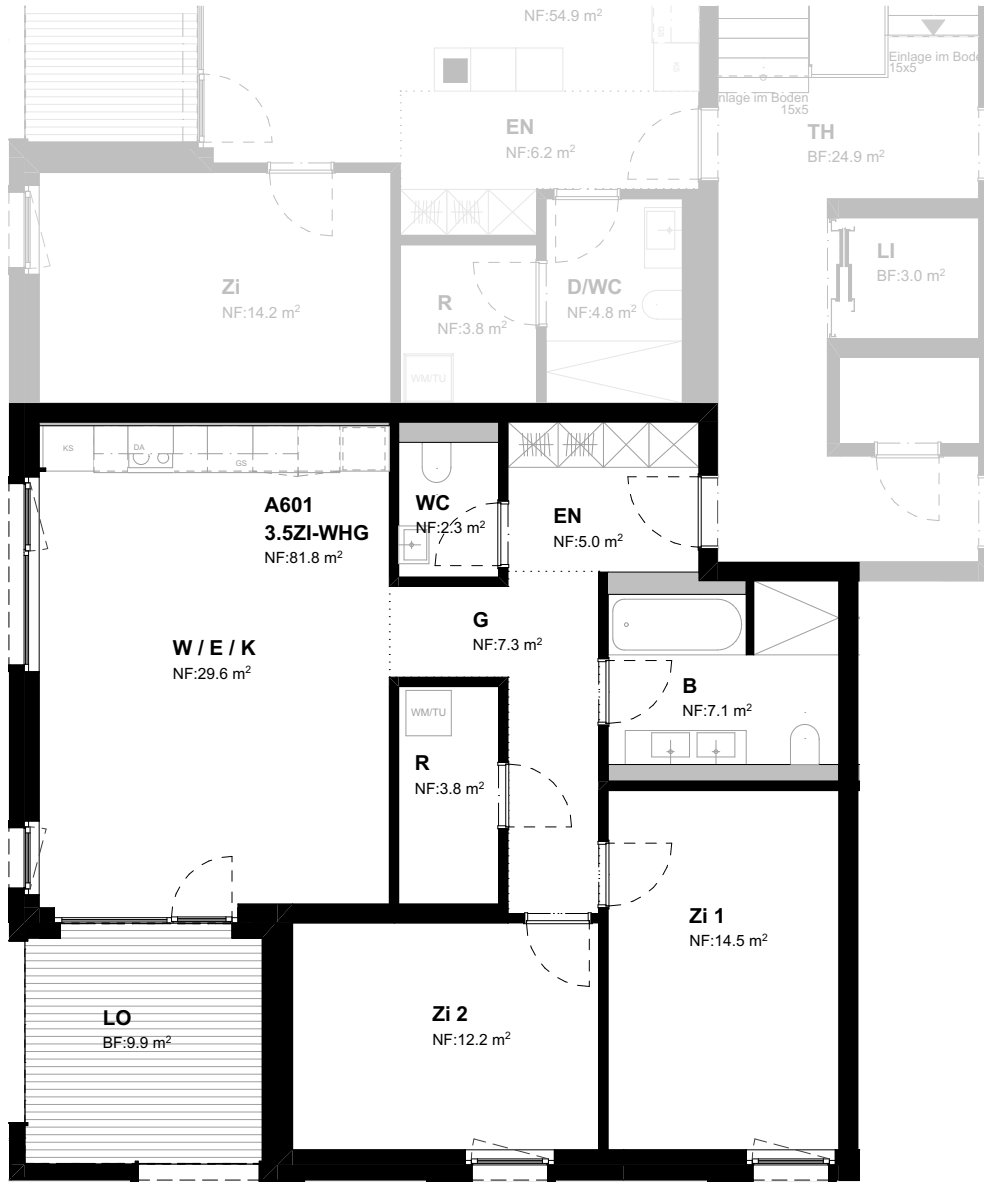 NF:54.9 m²
GS
KS
Einlage im Bode
15x5
nlage im Boden
15x5
EN
NF:6.2 m²
TH
BF:24.9 m²
LI
BF:3.0 m²
Zi
NF:14.2 m²
R
NF:3.8 m²
D/WC
NF:4.8 m²
WM/TU
KS
DA
GS
A601
3.5ZI-WHG
NF:81.8 m²
WC
NF:2.3 m²
EN
NF:5.0 m²
G
NF:7.3 m²
W / E / K
NF:29.6 m²
B
NF:7.1 m²
WM/TU
R
NF:3.8 m²
Zi 1
NF:14.5 m²
Zi 2
NF:12.2 m²
LO
BF:9.9 m²